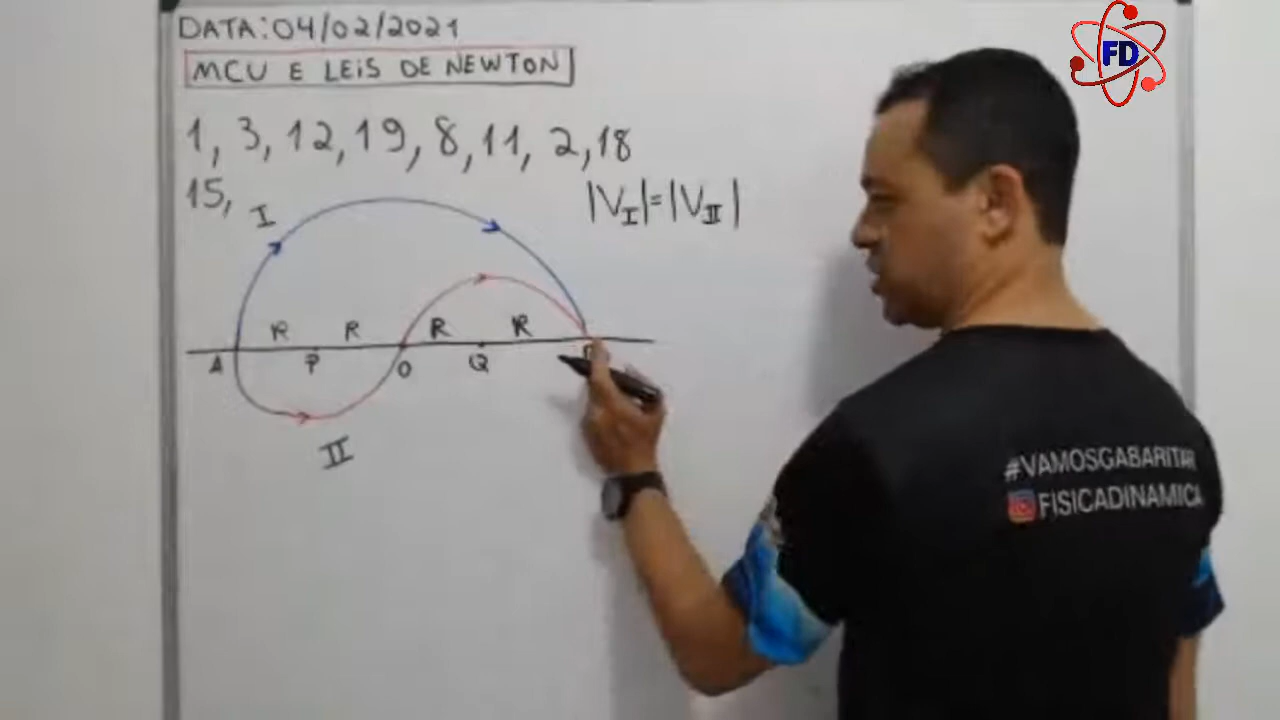 DATA: 04/02/2021
MCU E LEIS DE NEWTON
1, 3, 12, 19, 8, 11, 2, 18
15,
I
|V_I| = |V_II|
R R R R
A P O Q
II
FD
#VAMOSGABARITAR
FISICADINAMICA